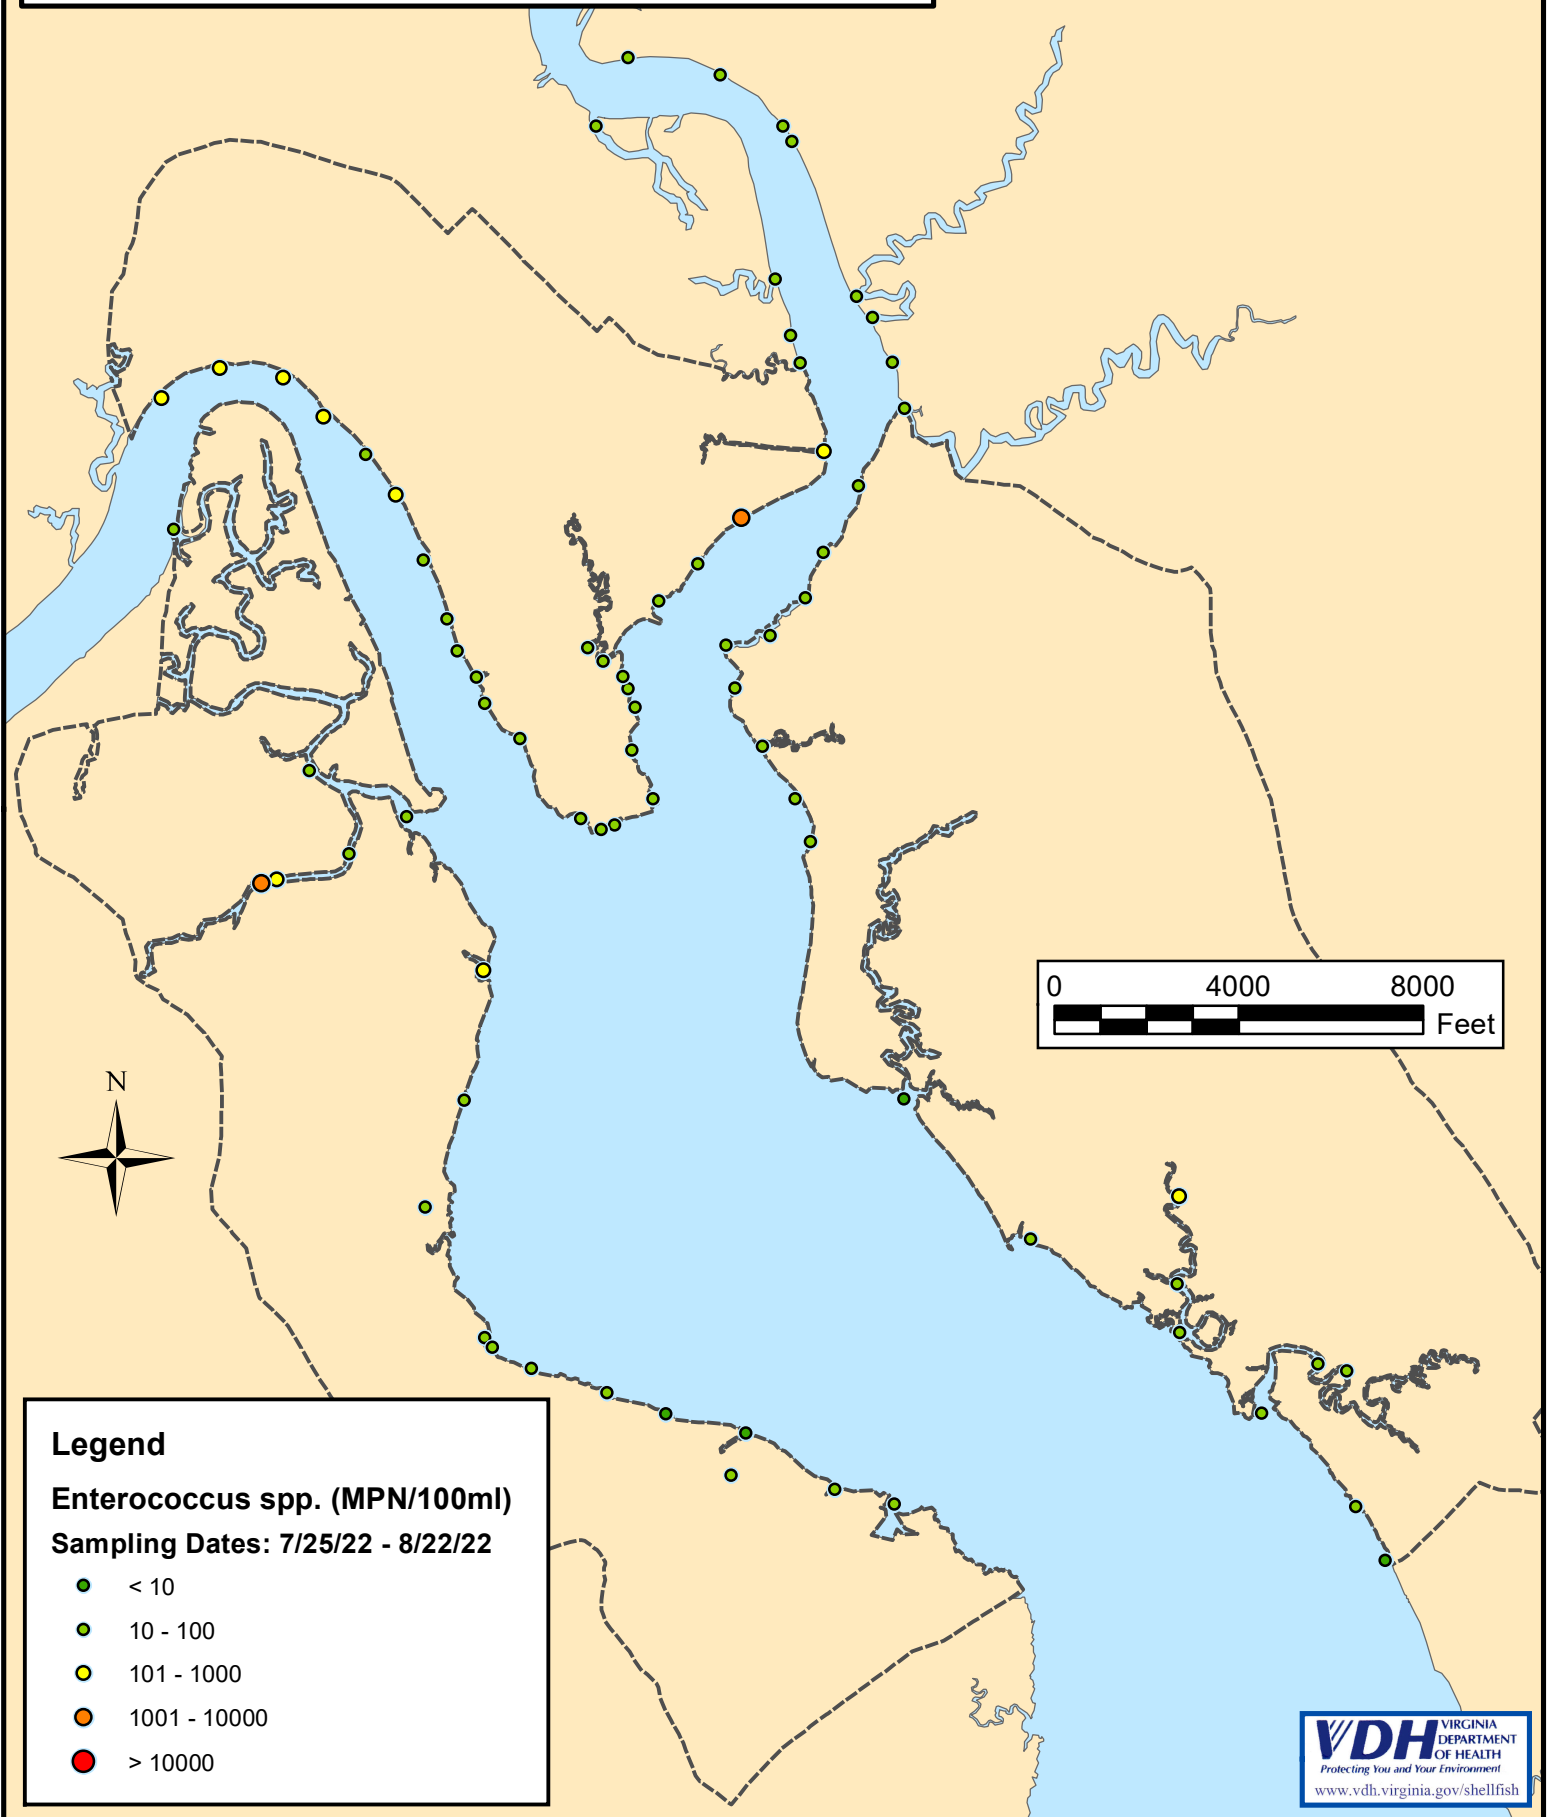 0 4000 8000
Feet
N
Legend
Enterococcus spp. (MPN/100ml)
Sampling Dates: 7/25/22 - 8/22/22
< 10
10 - 100
101 - 1000
1001 - 10000
> 10000
VDH VIRGINIA
DEPARTMENT
OF HEALTH
Protecting You and Your Environment
www.vdh.virginia.gov/shellfish